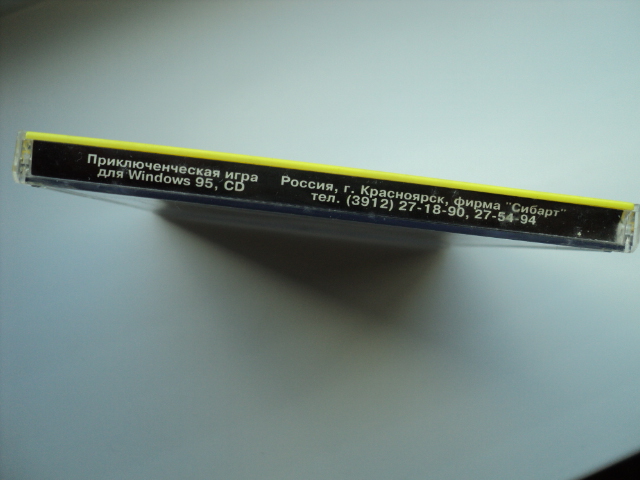 Приключенческая игра
для Windows 95, CD
Россия, г. Красноярск, фирма "Сибарт"
тел. (3912) 27-18-90, 27-54-94